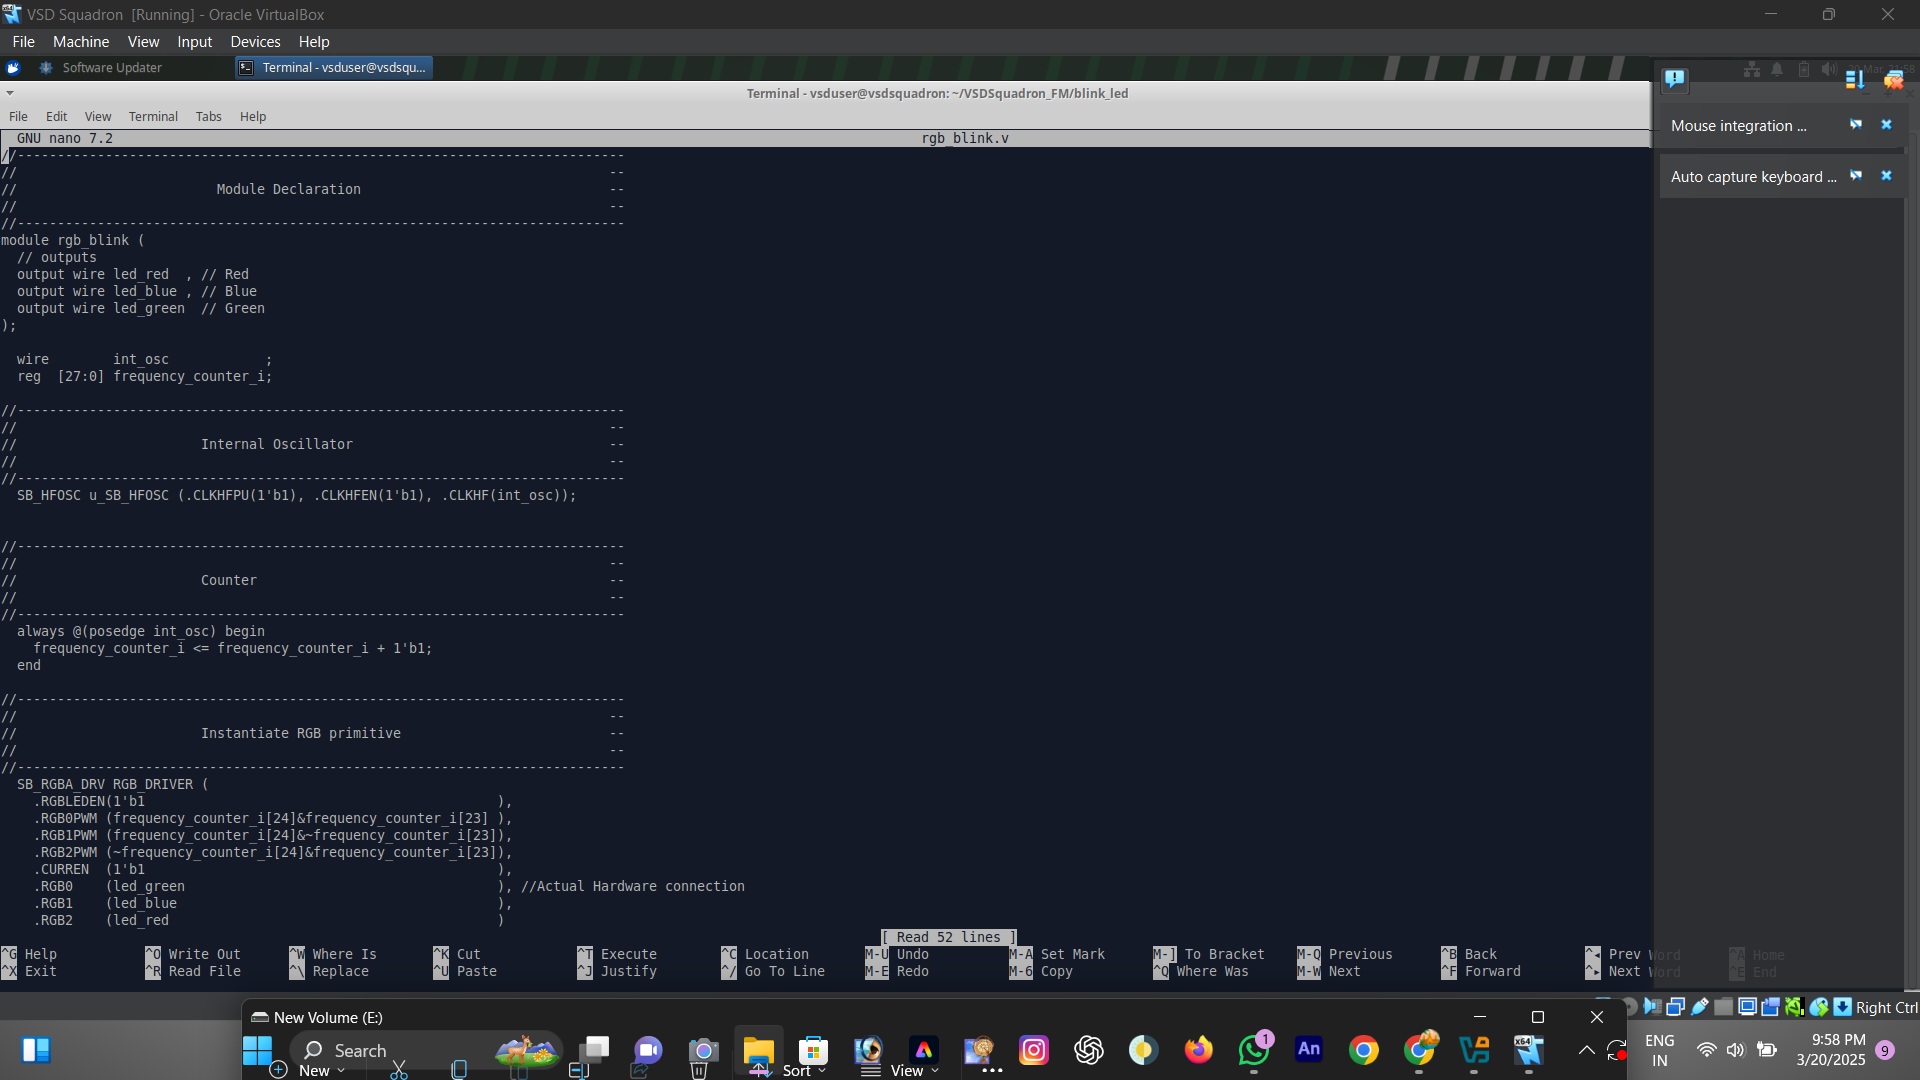 VSD Squadron [Running] - Oracle VirtualBox
File Machine View Input Devices Help
Software Updater
Terminal - vsduser@vsdsqu...
20 Mar, 21:58
Terminal - vsduser@vsdsquadron: ~/VSDSquadron_FM/blink_led
File Edit View Terminal Tabs Help
Mouse integration ...
Auto capture keyboard ...
GNU nano 7.2 rgb_blink.v
//----------------------------------------------------------------------------
// --
// Module Declaration --
// --
//----------------------------------------------------------------------------
module rgb_blink (
// outputs
output wire led_red , // Red
output wire led_blue , // Blue
output wire led_green // Green
);
wire int_osc ;
reg [27:0] frequency_counter_i;
//----------------------------------------------------------------------------
// --
// Internal Oscillator --
// --
//----------------------------------------------------------------------------
SB_HFOSC u_SB_HFOSC (.CLKHFPU(1'b1), .CLKHFEN(1'b1), .CLKHF(int_osc));
//----------------------------------------------------------------------------
// --
// Counter --
// --
//----------------------------------------------------------------------------
always @(posedge int_osc) begin
frequency_counter_i <= frequency_counter_i + 1'b1;
end
//----------------------------------------------------------------------------
// --
// Instantiate RGB primitive --
// --
//----------------------------------------------------------------------------
SB_RGBA_DRV RGB_DRIVER (
.RGBLEDEN(1'b1 ),
.RGB0PWM (frequency_counter_i[24]&frequency_counter_i[23] ),
.RGB1PWM (frequency_counter_i[24]&~frequency_counter_i[23]),
.RGB2PWM (~frequency_counter_i[24]&frequency_counter_i[23]),
.CURREN (1'b1 ),
.RGB0 (led_green ), //Actual Hardware connection
.RGB1 (led_blue ),
.RGB2 (led_red )
[ Read 52 lines ]
^G Help ^O Write Out ^W Where Is ^K Cut ^T Execute ^C Location M-U Undo M-A Set Mark M-] To Bracket M-Q Previous ^B Back ^◂ Prev Word ^A Home
^X Exit ^R Read File ^\ Replace ^U Paste ^J Justify ^/ Go To Line M-E Redo M-6 Copy ^Q Where Was M-W Next ^F Forward ^▸ Next Word ^E End
Right Ctrl
New Volume (E:)
Search
New Sort View ...
1
An
x64
ENG
IN
9:58 PM
3/20/2025
9